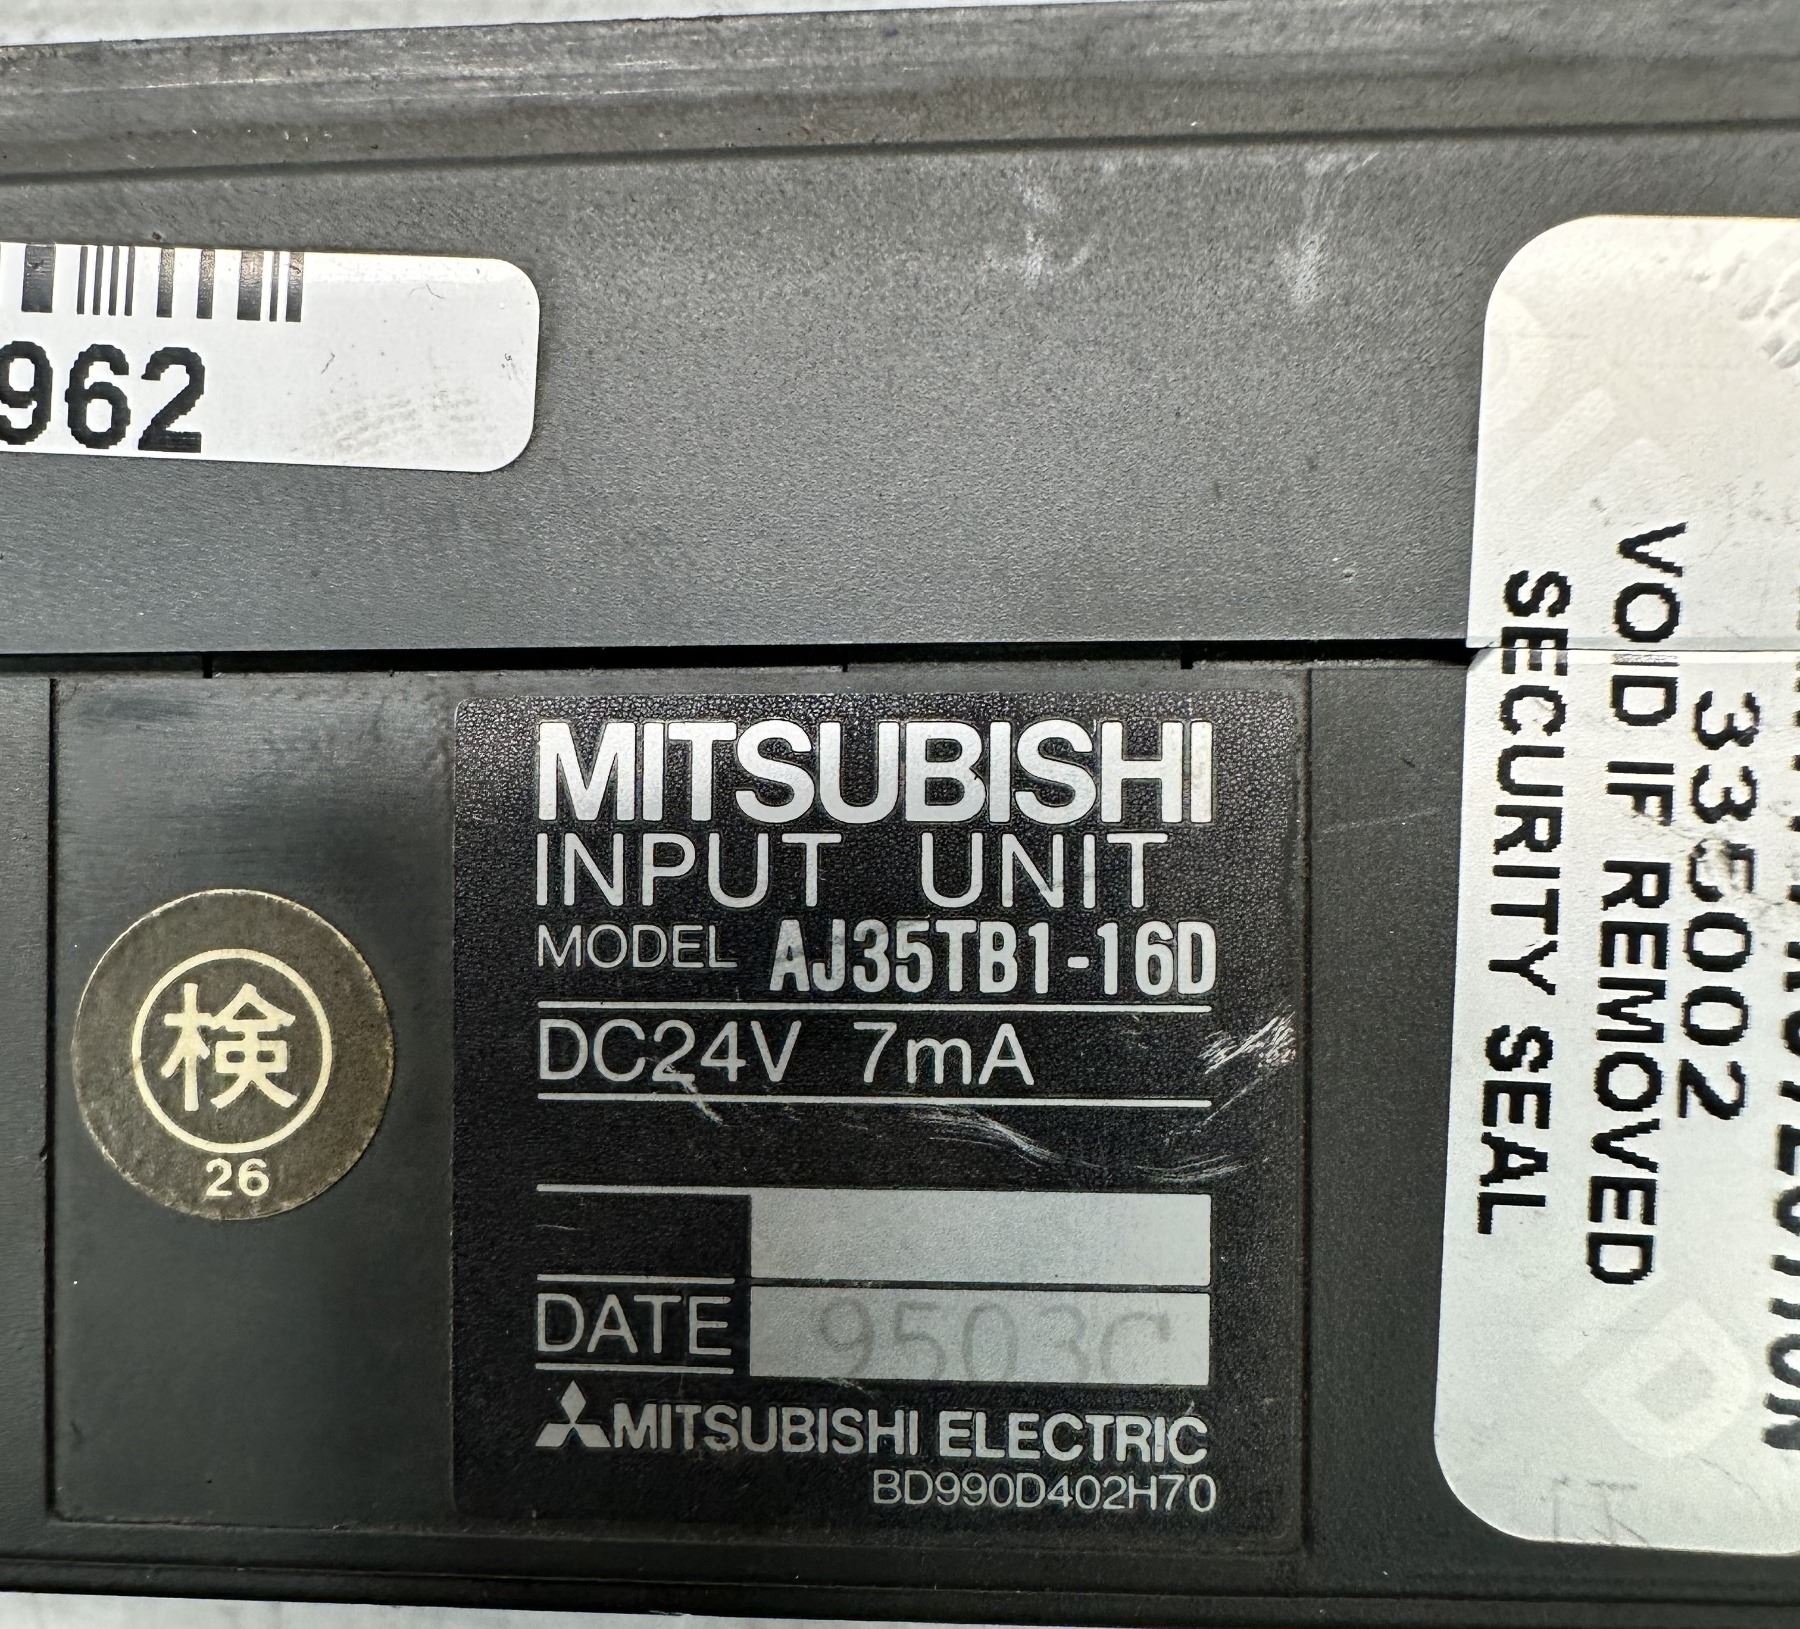 962
MITSUBISHI
INPUT UNIT
MODEL AJ35TB1-16D
DC24V 7mA
DATE 9503C
MITSUBISHI ELECTRIC
BD990D402H70
検
26
335002
VOID IF REMOVED
SECURITY SEAL